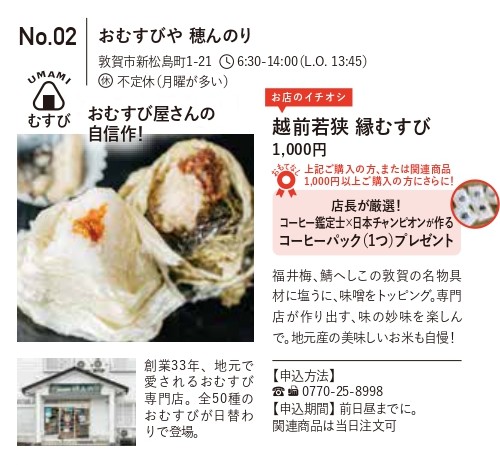 No.02
おむすびや 穂んのり
敦賀市新松島町1-21 6:30-14:00(L.O. 13:45)
休 不定休(月曜が多い)
UMAMI
むすび
おむすび屋さんの
自信作!
お店のイチオシ
越前若狭 縁むすび
1,000円
おもてなし
上記ご購入の方、または関連商品
1,000円以上ご購入の方にさらに!
店長が厳選!
コーヒー鑑定士×日本チャンピオンが作る
コーヒーパック(1つ)プレゼント
福井梅、鯖へしこの敦賀の名物具
材に塩うに、味噌をトッピング。専門
店が作り出す、味の妙味を楽しん
で。地元産の美味しいお米も自慢!
創業33年、地元で
愛されるおむすび
専門店。全50種の
おむすびが日替わ
りで登場。
【申込方法】
☎ 0770-25-8998
【申込期間】前日昼までに。
関連商品は当日注文可